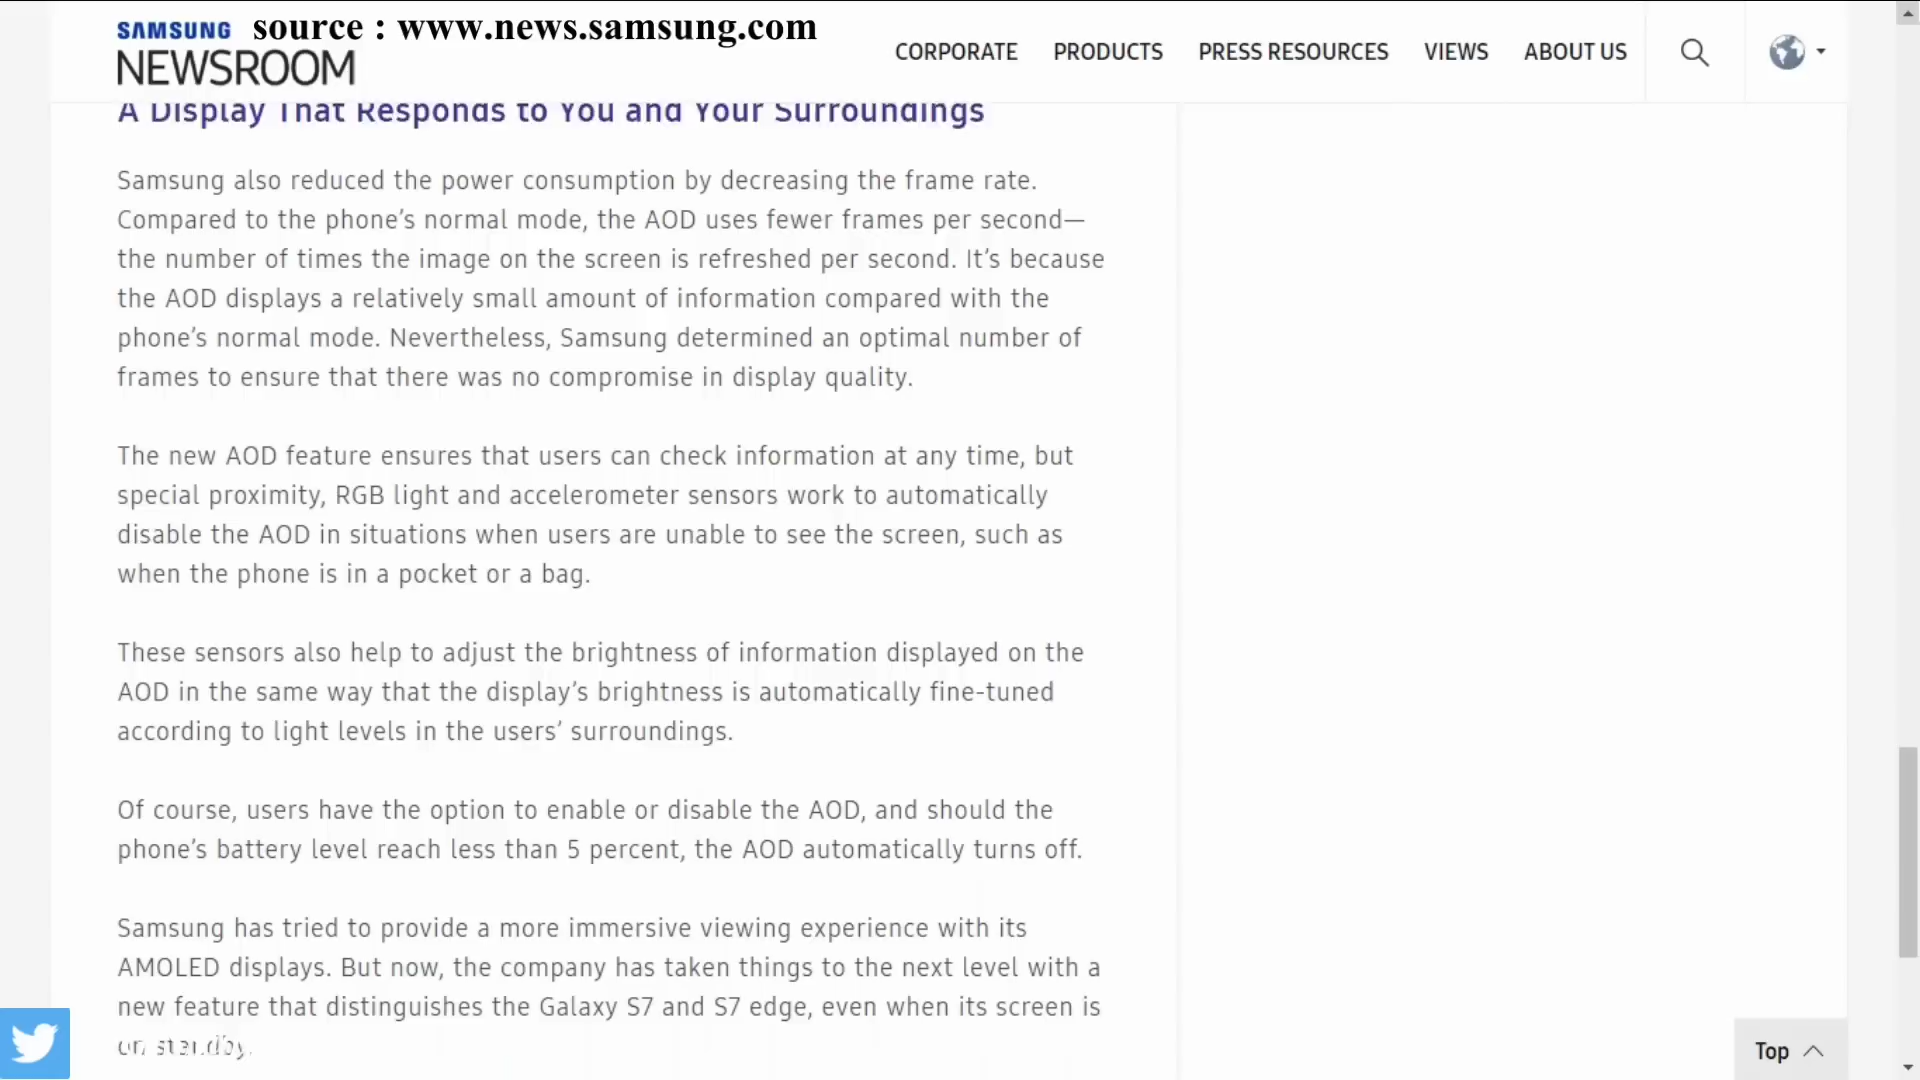 SAMSUNG
source : www.news.samsung.com
NEWSROOM
CORPORATE PRODUCTS PRESS RESOURCES VIEWS ABOUT US
A Display That Responds to You and Your Surroundings
Samsung also reduced the power consumption by decreasing the frame rate.
Compared to the phone’s normal mode, the AOD uses fewer frames per second—
the number of times the image on the screen is refreshed per second. It’s because
the AOD displays a relatively small amount of information compared with the
phone’s normal mode. Nevertheless, Samsung determined an optimal number of
frames to ensure that there was no compromise in display quality.
The new AOD feature ensures that users can check information at any time, but
special proximity, RGB light and accelerometer sensors work to automatically
disable the AOD in situations when users are unable to see the screen, such as
when the phone is in a pocket or a bag.
These sensors also help to adjust the brightness of information displayed on the
AOD in the same way that the display’s brightness is automatically fine-tuned
according to light levels in the users’ surroundings.
Of course, users have the option to enable or disable the AOD, and should the
phone’s battery level reach less than 5 percent, the AOD automatically turns off.
Samsung has tried to provide a more immersive viewing experience with its
AMOLED displays. But now, the company has taken things to the next level with a
new feature that distinguishes the Galaxy S7 and S7 edge, even when its screen is
on standby.
Top